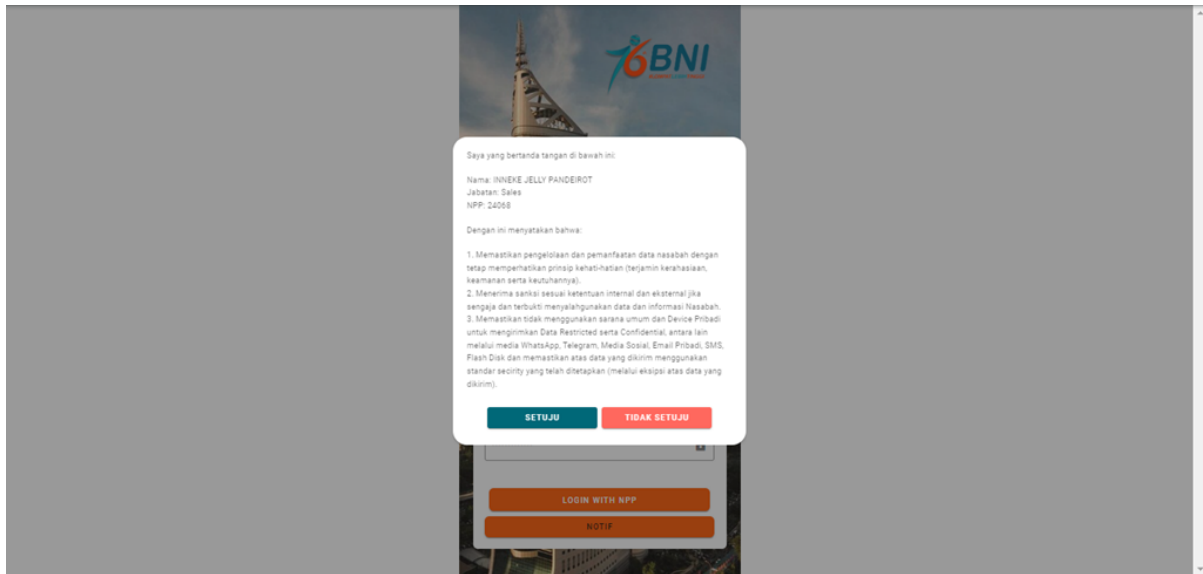 76 BNI
Saya yang bertanda tangan di bawah ini:
Nama: INNEKE JELLY PANDEIROT
Jabatan: Sales
NPP: 24068
Dengan ini menyatakan bahwa:
1. Memastikan pengelolaan dan pemanfaatan data nasabah dengan
tetap memperhatikan prinsip kehati-hatian (terjamin kerahasiaan,
keamanan serta keutuhannya).
2. Menerima sanksi sesuai ketentuan internal dan eksternal jika
sengaja dan terbukti menyalahgunakan data dan informasi Nasabah.
3. Memastikan tidak menggunakan sarana umum dan Device Pribadi
untuk mengirimkan Data Restricted serta Confidential, antara lain
melalui media WhatsApp, Telegram, Media Sosial, Email Pribadi, SMS,
Flash Disk dan memastikan atas data yang dikirim menggunakan
standar secirity yang telah ditetapkan (melalui eksipsi atas data yang
dikirim).
SETUJU TIDAK SETUJU
LOGIN WITH NPP
NOTIF